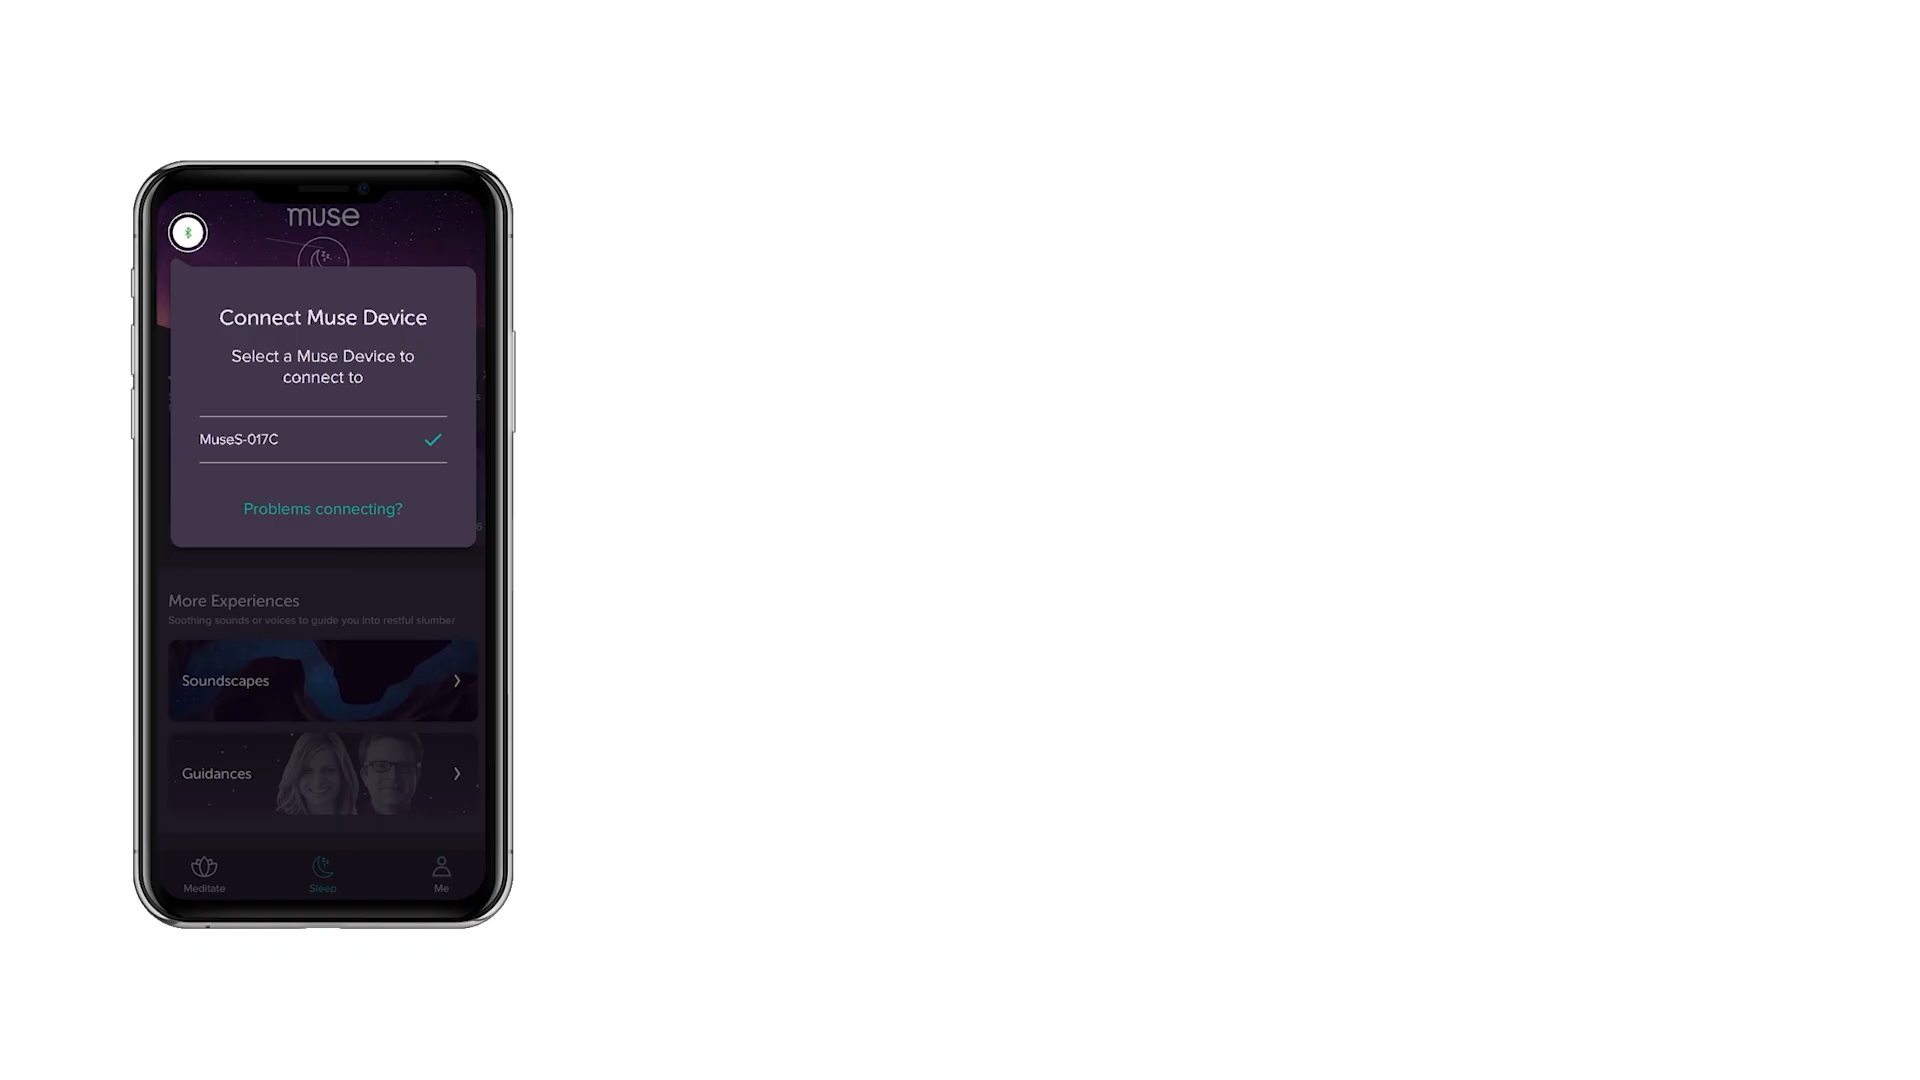 muse
Connect Muse Device
Select a Muse Device to
connect to
MuseS-017C
Problems connecting?
More Experiences
Soothing sounds or voices to guide you into restful slumber
Soundscapes
Guidances
Meditate
Sleep
Me